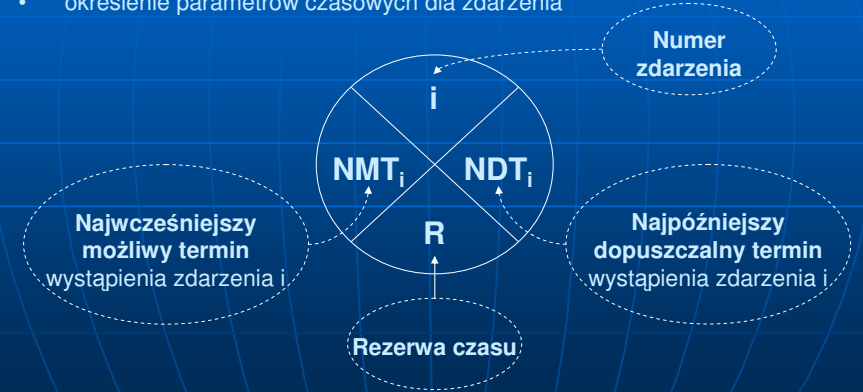 • określenie parametrów czasowych dla zdarzenia
Numer
zdarzenia
i
NMTi
NDTi
R
Najwcześniejszy
możliwy termin
wystąpienia zdarzenia i
Najpóźniejszy
dopuszczalny termin
wystąpienia zdarzenia i
Rezerwa czasu